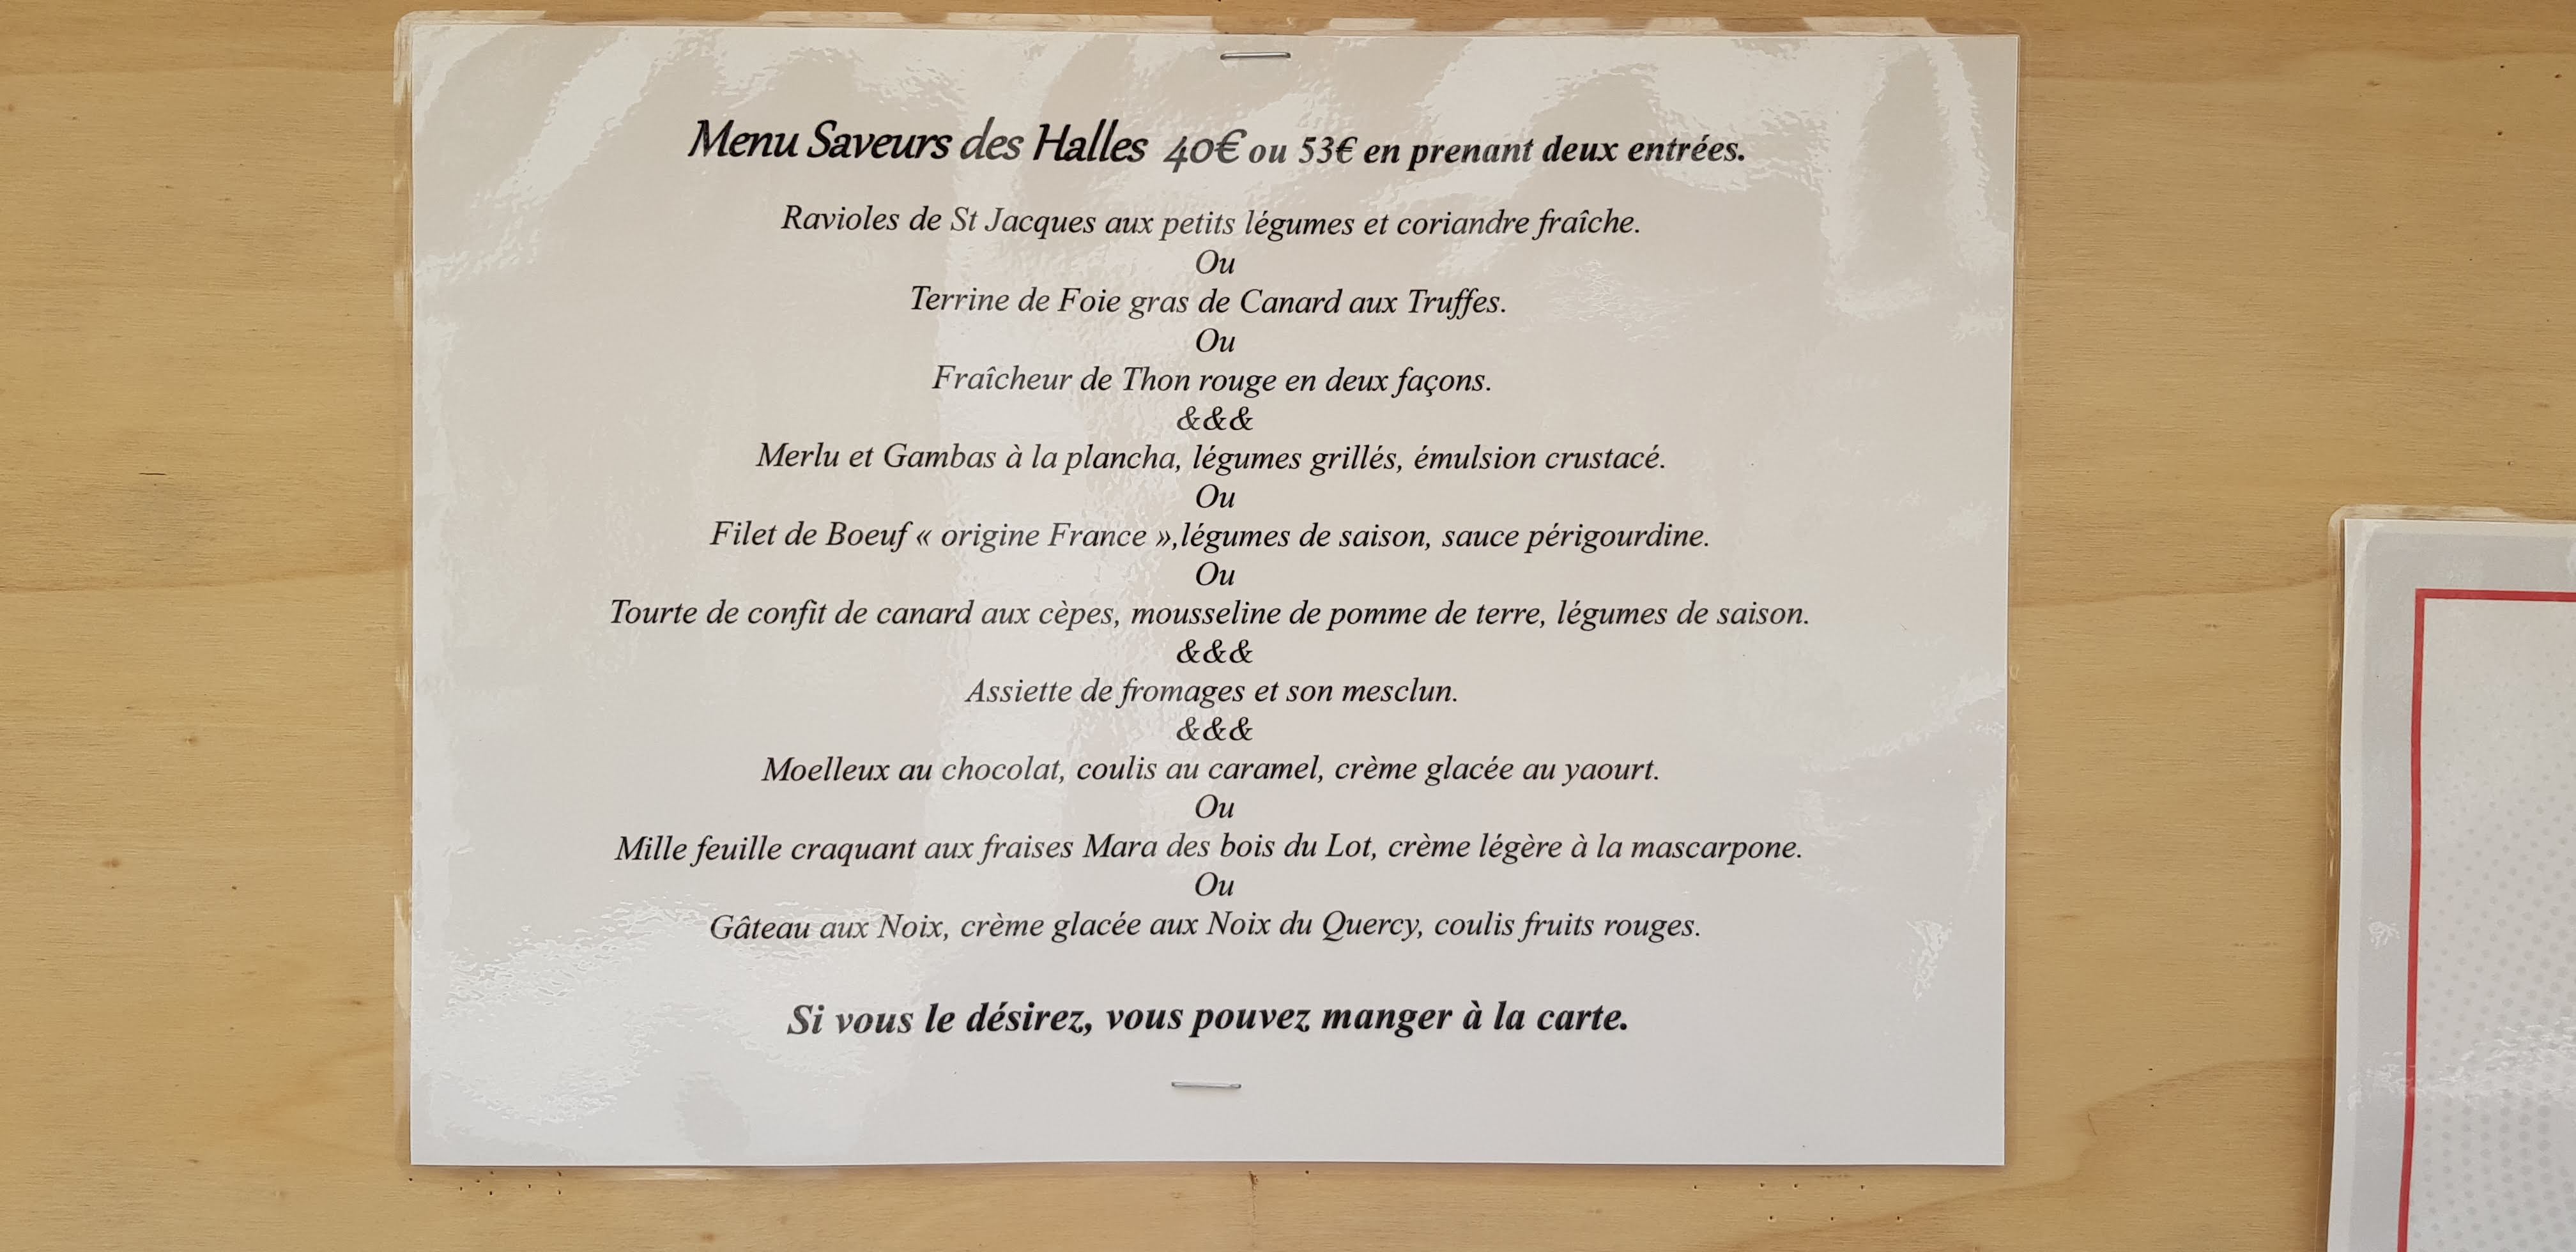 Menu Saveurs des Halles 40€ ou 53€ en prenant deux entrées.
Ravioles de St Jacques aux petits légumes et coriandre fraîche.
Ou
Terrine de Foie gras de Canard aux Truffes.
Ou
Fraîcheur de Thon rouge en deux façons.
&&&
Merlu et Gambas à la plancha, légumes grillés, émulsion crustacé.
Ou
Filet de Boeuf « origine France »,légumes de saison, sauce périgourdine.
Ou
Tourte de confit de canard aux cèpes, mousseline de pomme de terre, légumes de saison.
&&&
Assiette de fromages et son mesclun.
&&&
Moelleux au chocolat, coulis au caramel, crème glacée au yaourt.
Ou
Mille feuille craquant aux fraises Mara des bois du Lot, crème légère à la mascarpone.
Ou
Gâteau aux Noix, crème glacée aux Noix du Quercy, coulis fruits rouges.
Si vous le désirez, vous pouvez manger à la carte.